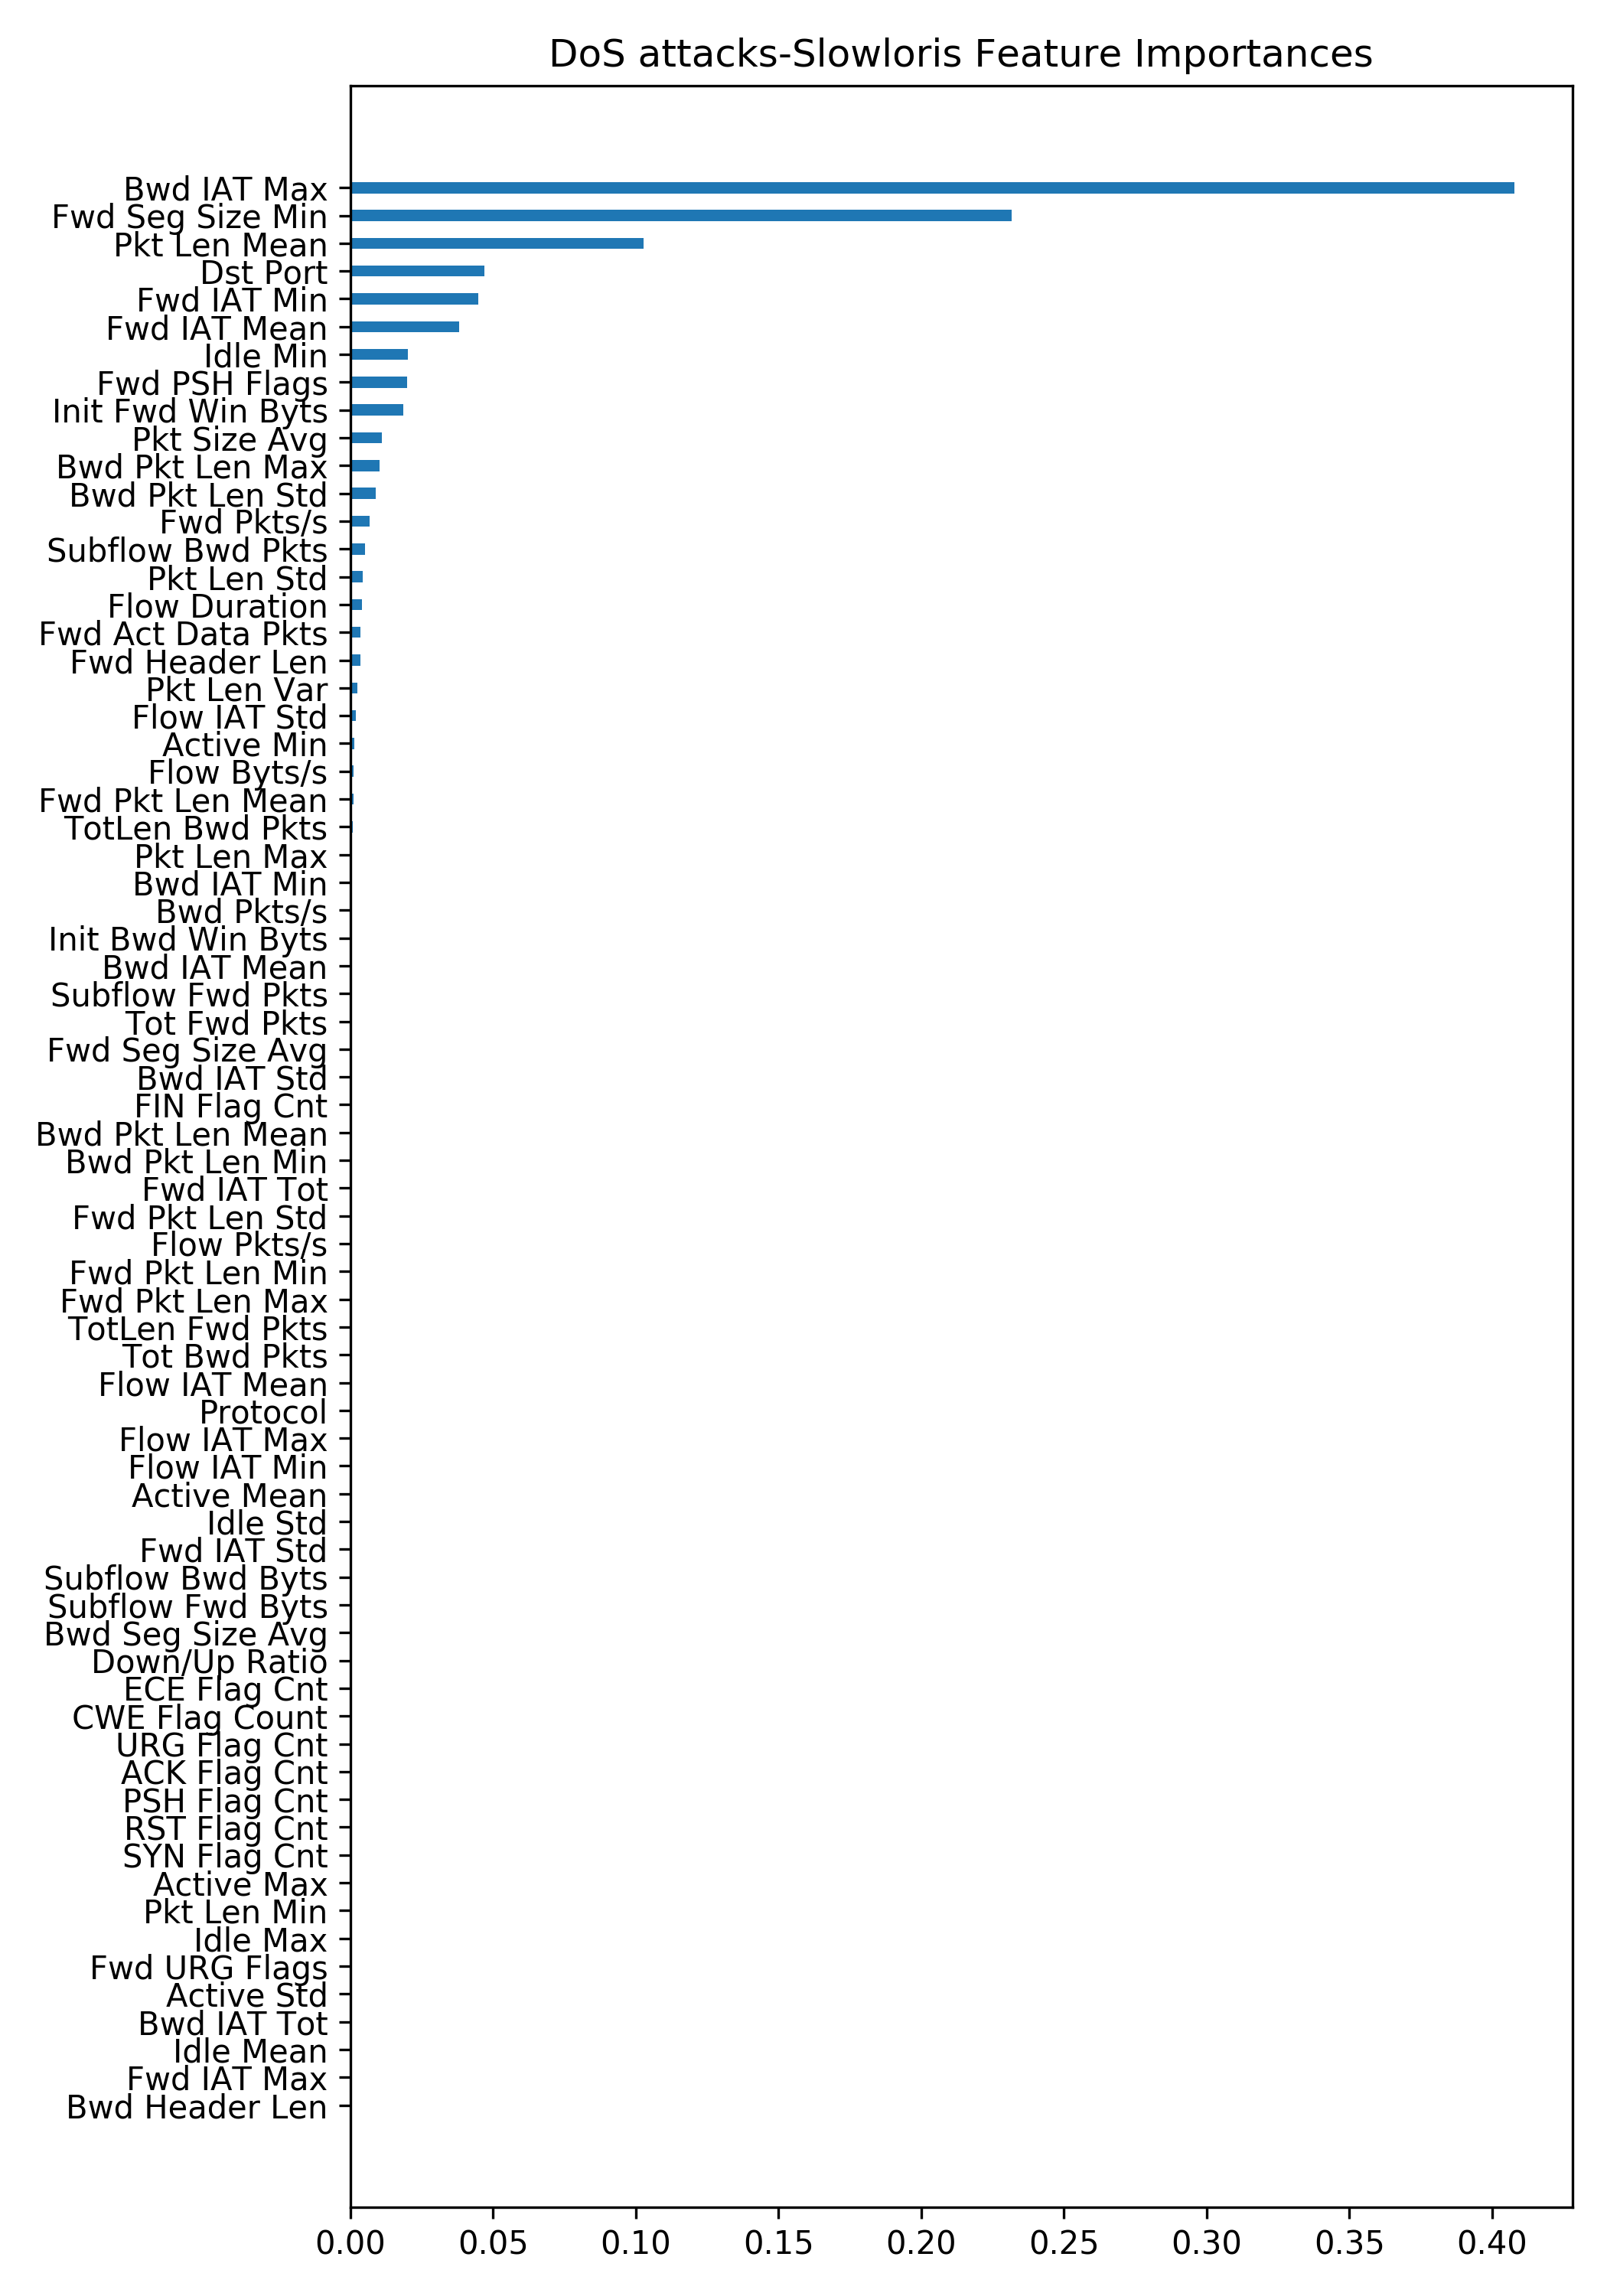 DoS attacks-Slowloris Feature Importances
Bwd IAT Max
Fwd Seg Size Min
Pkt Len Mean
Dst Port
Fwd IAT Min
Fwd IAT Mean
Idle Min
Fwd PSH Flags
Init Fwd Win Byts
Pkt Size Avg
Bwd Pkt Len Max
Bwd Pkt Len Std
Fwd Pkts/s
Subflow Bwd Pkts
Pkt Len Std
Flow Duration
Fwd Act Data Pkts
Fwd Header Len
Pkt Len Var
Flow IAT Std
Active Min
Flow Byts/s
Fwd Pkt Len Mean
TotLen Bwd Pkts
Pkt Len Max
Bwd IAT Min
Bwd Pkts/s
Init Bwd Win Byts
Bwd IAT Mean
Subflow Fwd Pkts
Tot Fwd Pkts
Fwd Seg Size Avg
Bwd IAT Std
FIN Flag Cnt
Bwd Pkt Len Mean
Bwd Pkt Len Min
Fwd IAT Tot
Fwd Pkt Len Std
Flow Pkts/s
Fwd Pkt Len Min
Fwd Pkt Len Max
TotLen Fwd Pkts
Tot Bwd Pkts
Flow IAT Mean
Protocol
Flow IAT Max
Flow IAT Min
Active Mean
Idle Std
Fwd IAT Std
Subflow Bwd Byts
Subflow Fwd Byts
Bwd Seg Size Avg
Down/Up Ratio
ECE Flag Cnt
CWE Flag Count
URG Flag Cnt
ACK Flag Cnt
PSH Flag Cnt
RST Flag Cnt
SYN Flag Cnt
Active Max
Pkt Len Min
Idle Max
Fwd URG Flags
Active Std
Bwd IAT Tot
Idle Mean
Fwd IAT Max
Bwd Header Len
0.00 0.05 0.10 0.15 0.20 0.25 0.30 0.35 0.40